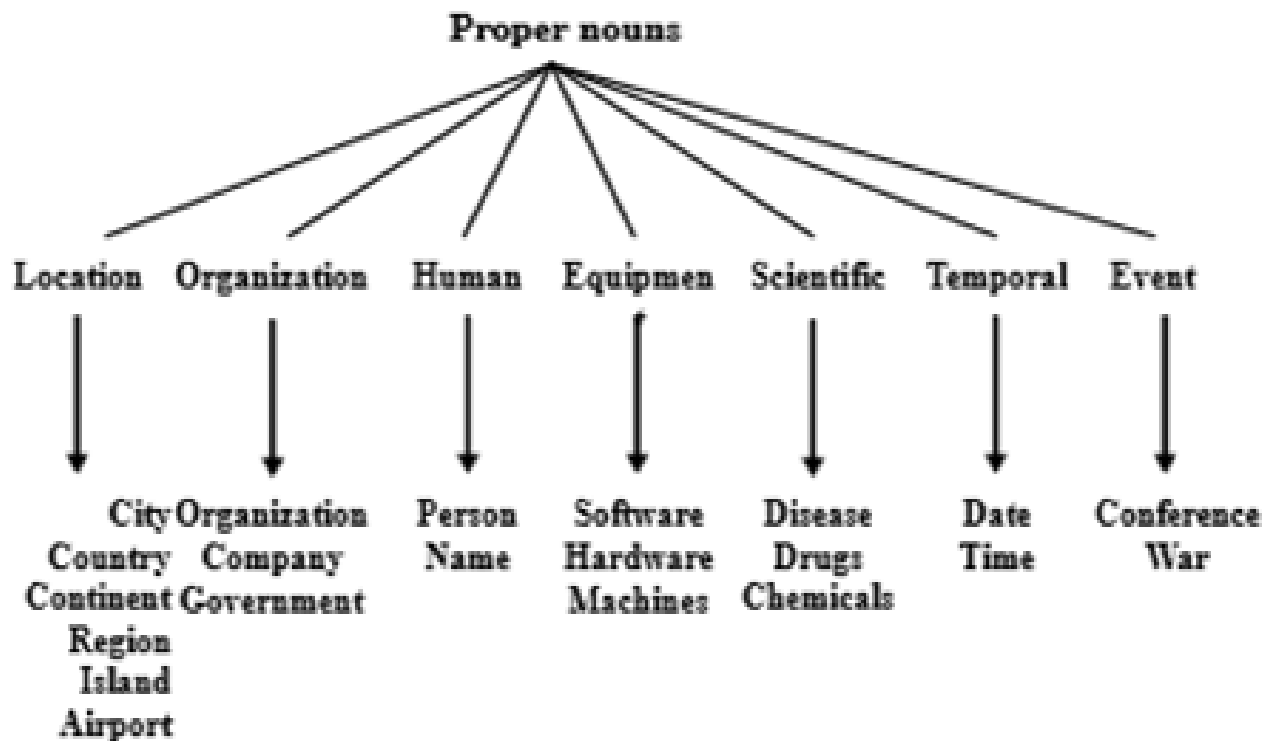 Proper nouns
Location Organization Human Equipmen Scientific Temporal Event
City Organization Person Software Disease Date Conference
Country Company Name Hardware Drugs Time War
Continent Government Machines Chemicals
Region
Island
Airport